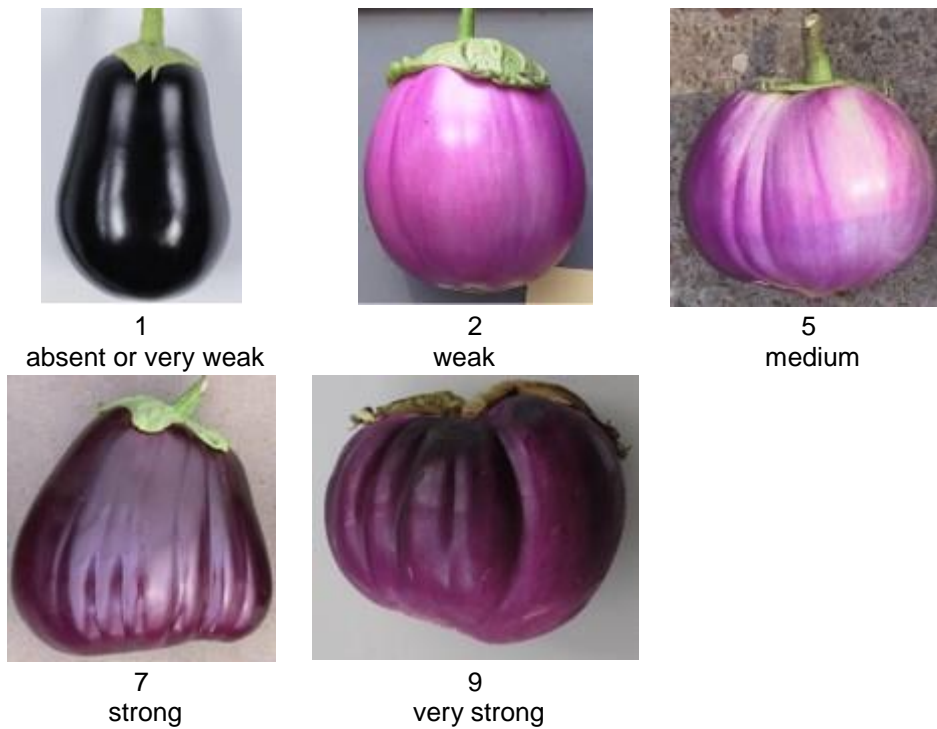 1
absent or very weak
2
weak
5
medium
7
strong
9
very strong